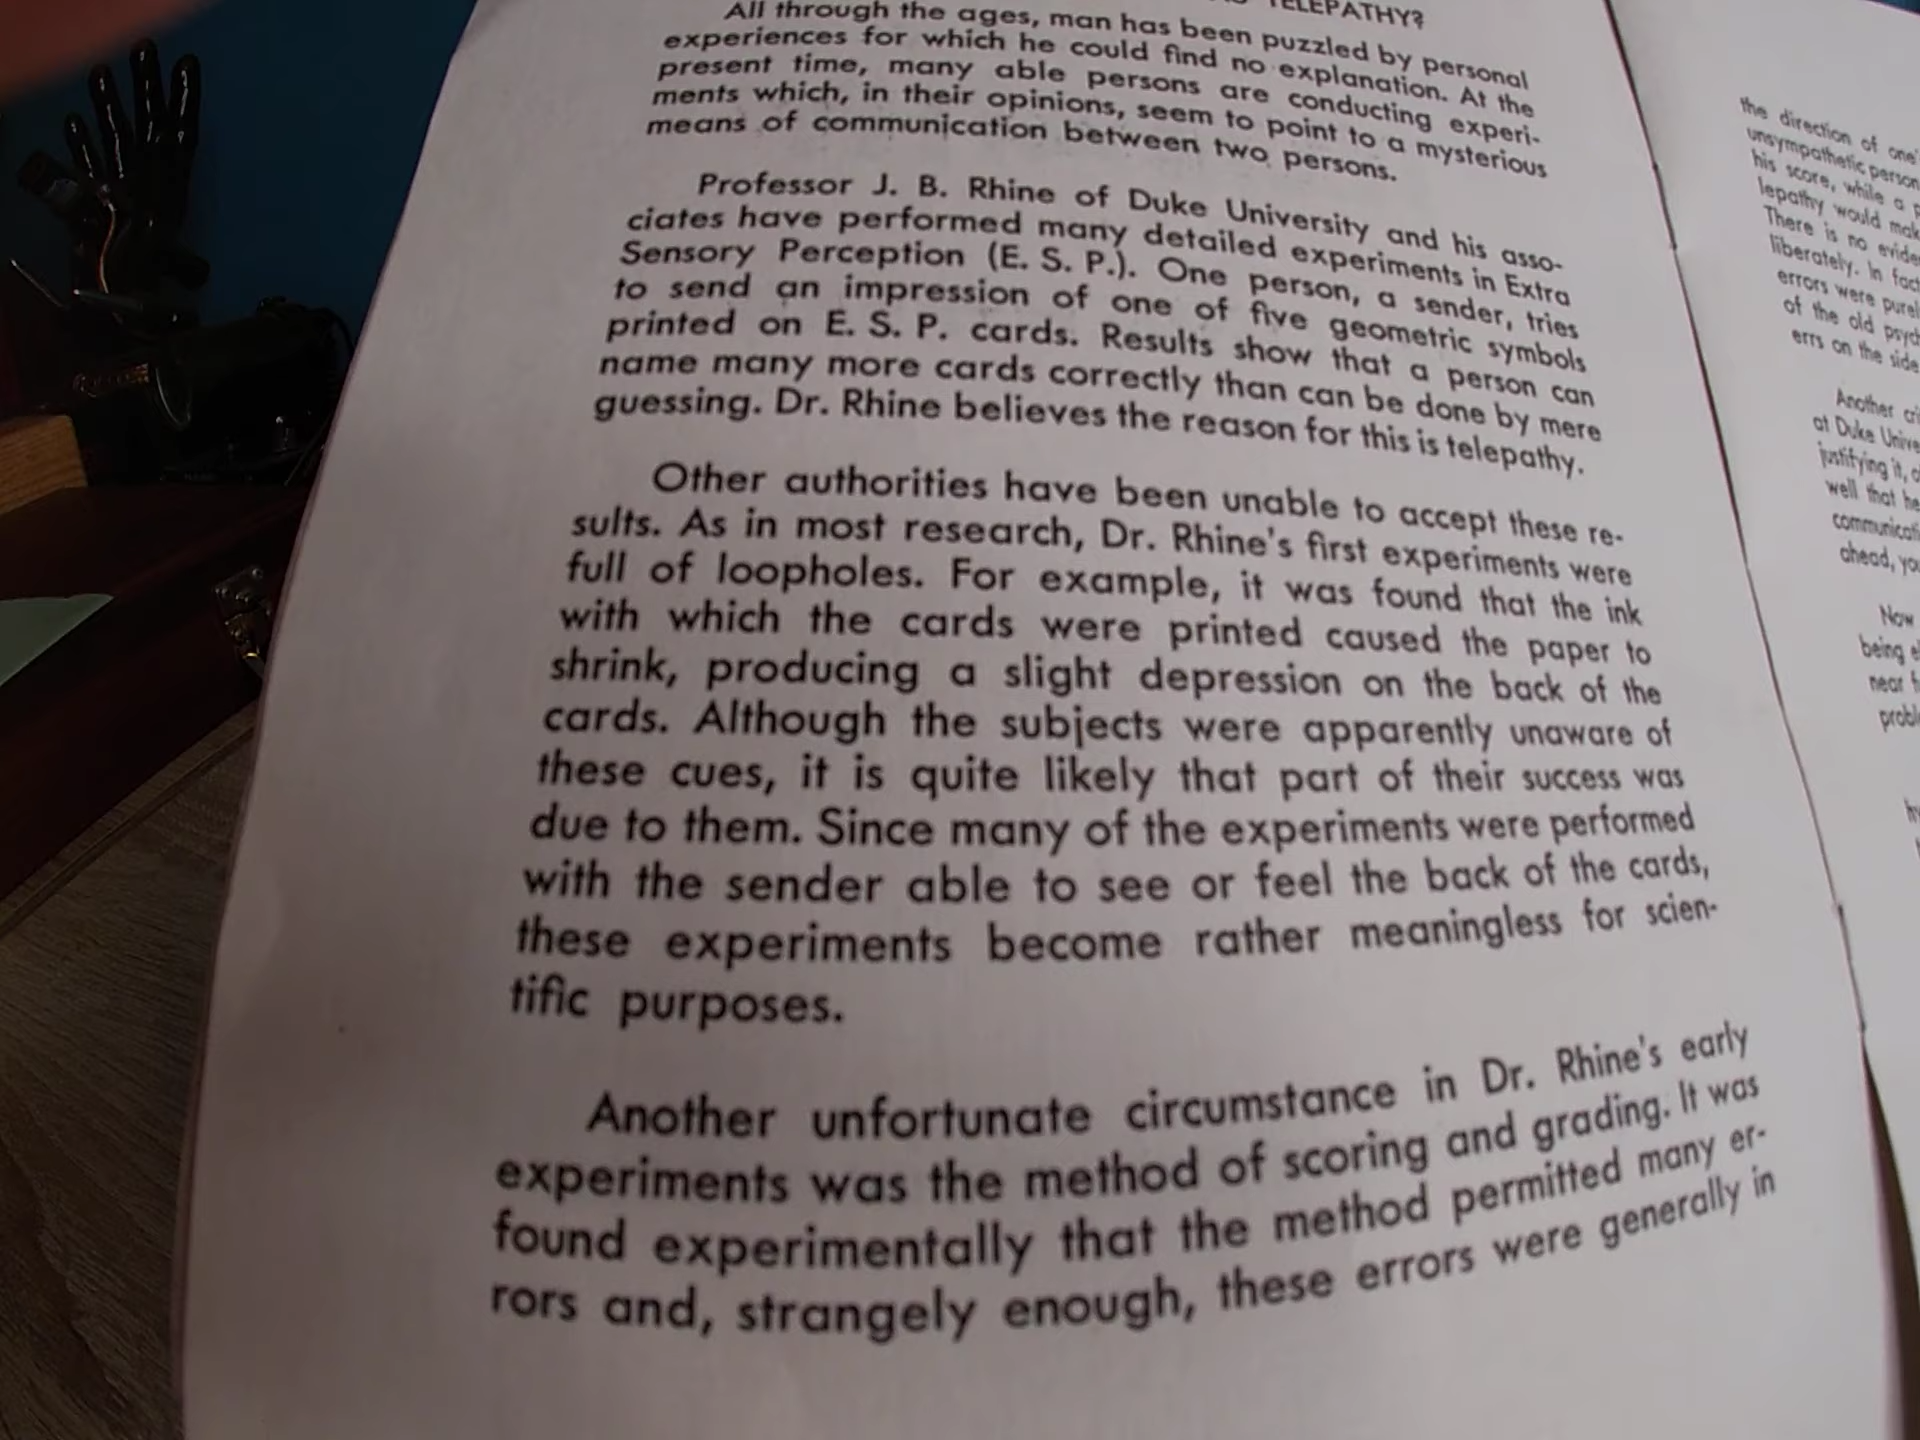 TELEPATHY?
All through the ages, man has been puzzled by personal
experiences for which he could find no explanation. At the
present time, many able persons are conducting experi-
ments which, in their opinions, seem to point to a mysterious
means of communication between two persons.
Professor J. B. Rhine of Duke University and his asso-
ciates have performed many detailed experiments in Extra
Sensory Perception (E. S. P.). One person, a sender, tries
to send an impression of one of five geometric symbols
printed on E. S. P. cards. Results show that a person can
name many more cards correctly than can be done by mere
guessing. Dr. Rhine believes the reason for this is telepathy.
Other authorities have been unable to accept these re-
sults. As in most research, Dr. Rhine's first experiments were
full of loopholes. For example, it was found that the ink
with which the cards were printed caused the paper to
shrink, producing a slight depression on the back of the
cards. Although the subjects were apparently unaware of
these cues, it is quite likely that part of their success was
due to them. Since many of the experiments were performed
with the sender able to see or feel the back of the cards,
these experiments become rather meaningless for scien-
tific purposes.
Another unfortunate circumstance in Dr. Rhine's early
experiments was the method of scoring and grading. It was
found experimentally that the method permitted many er-
rors and, strangely enough, these errors were generally in
the direction of one'
unsympathetic person
his score, while a
lepathy would
There is no
liberately. In fact
errors were
of the old
errs on the side
Another
at Duke
justifying it,
well that he
ahead,
Now
being
near